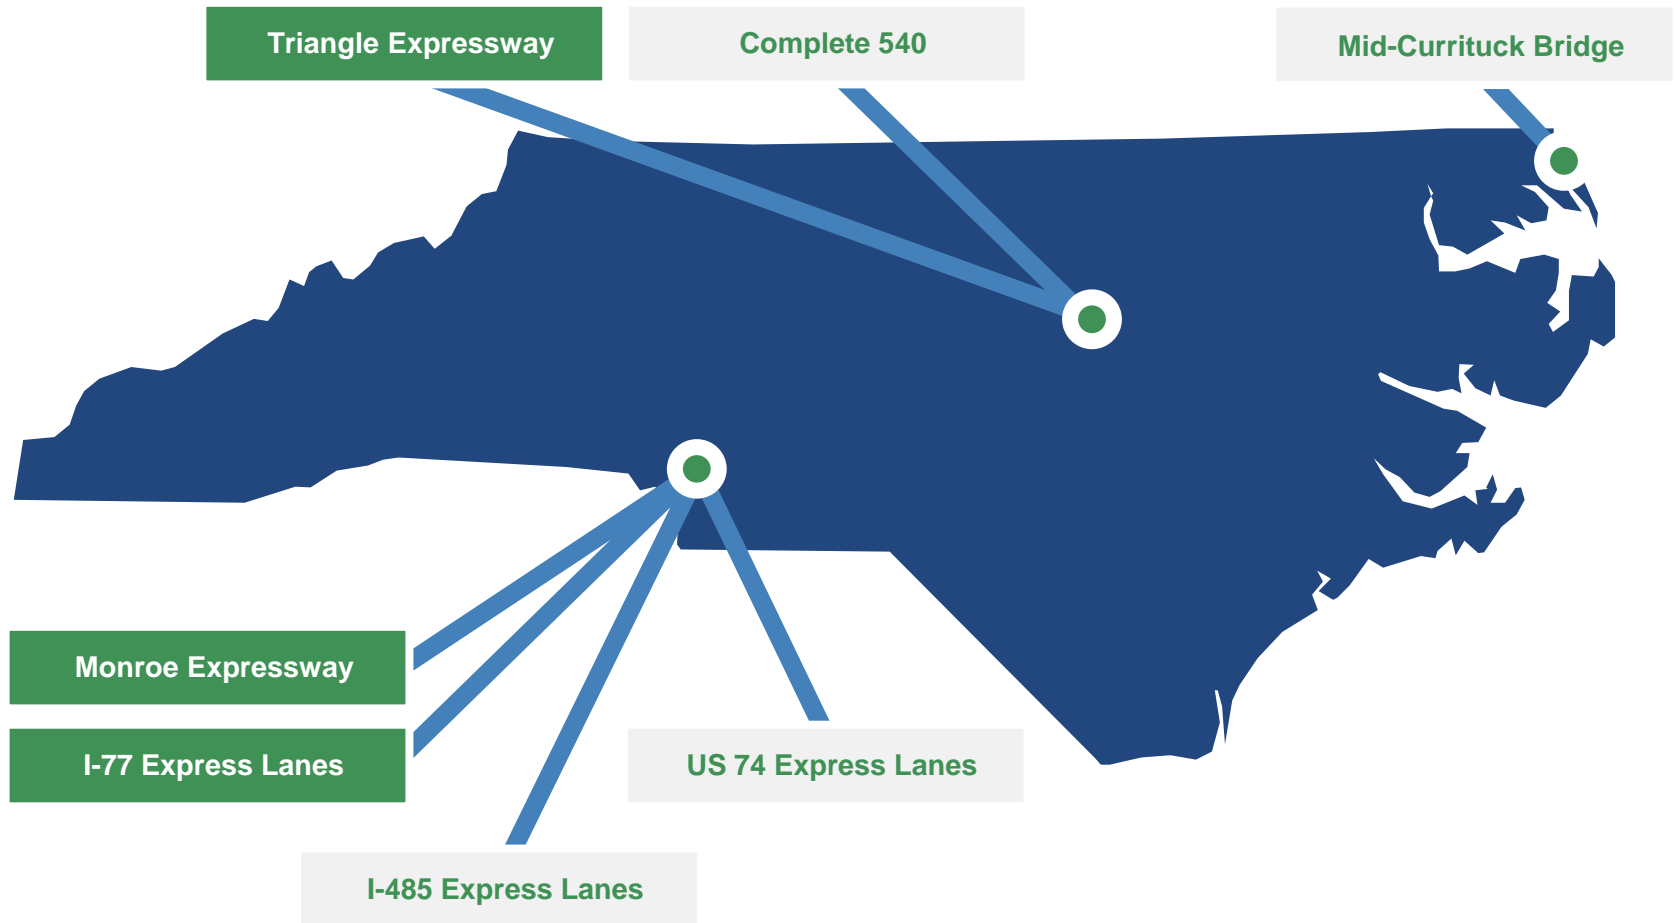 Triangle Expressway
Complete 540
Mid-Currituck Bridge
Monroe Expressway
I-77 Express Lanes
US 74 Express Lanes
I-485 Express Lanes